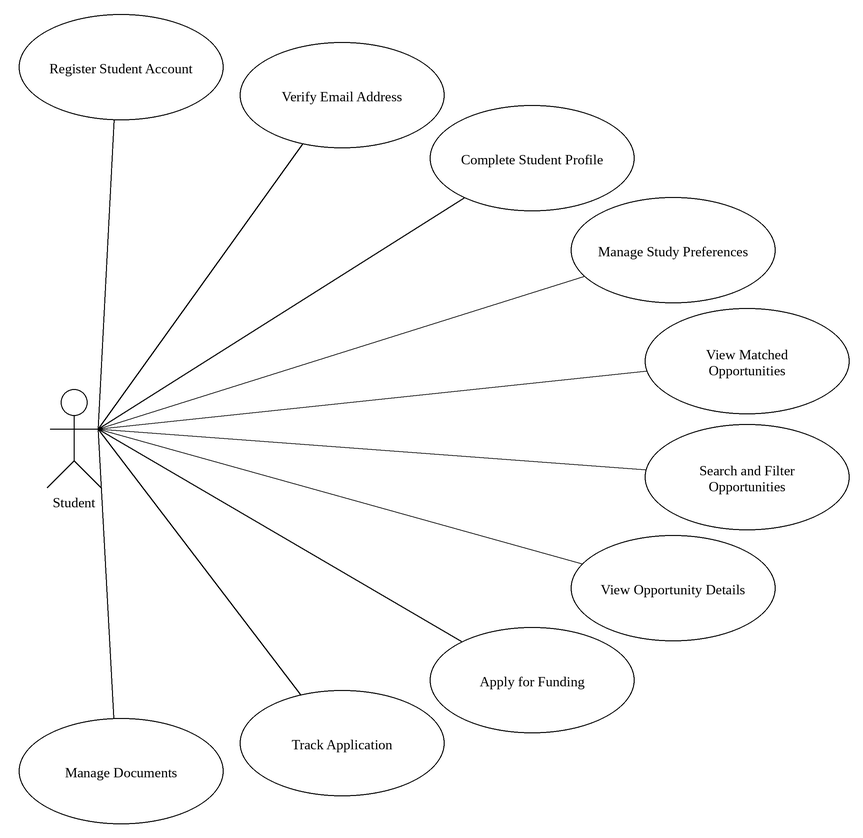 Register Student Account
Verify Email Address
Complete Student Profile
Manage Study Preferences
View Matched
Opportunities
Search and Filter
Opportunities
Student
View Opportunity Details
Apply for Funding
Track Application
Manage Documents